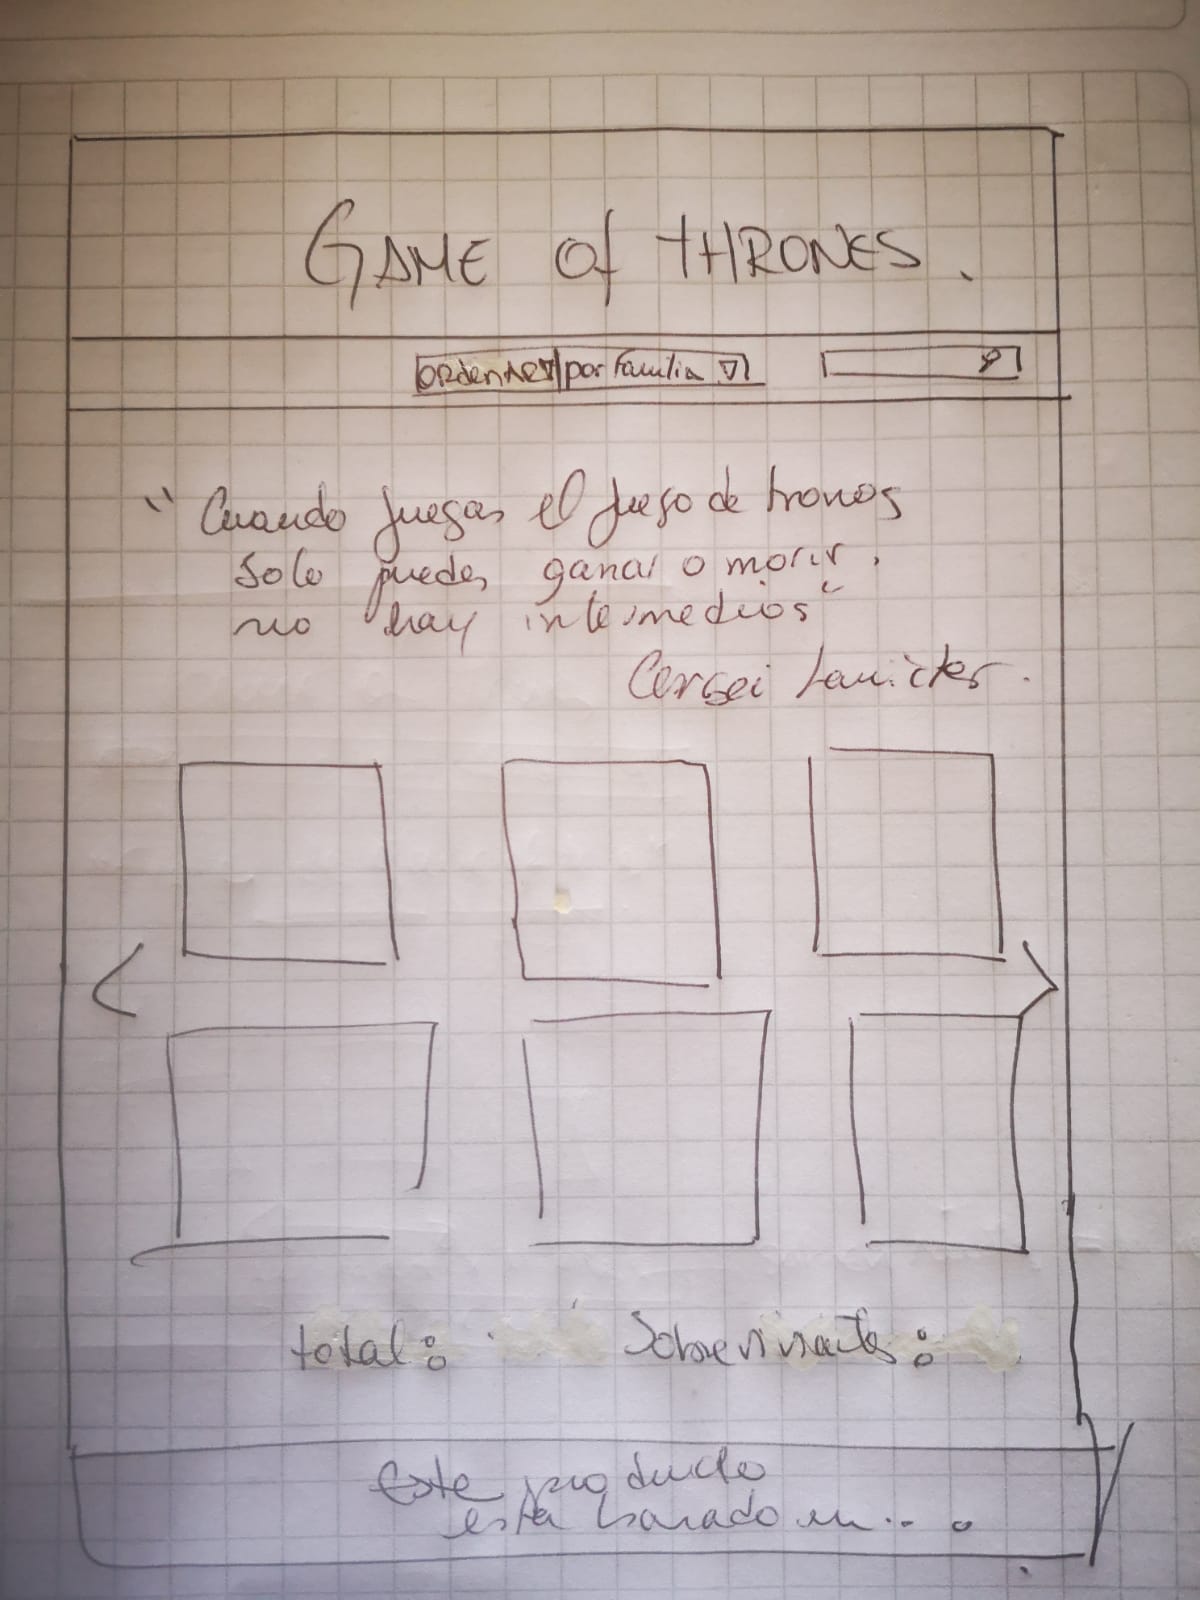 GAME Of tHRONES.
ORdenAR por familia
"Cuando juegas el juego de tronos
solo puedes ganar o morir.
no hay intermedios"
Cersei Lanister.
total: Sobrevivientes:
Este producto
esta basado en...